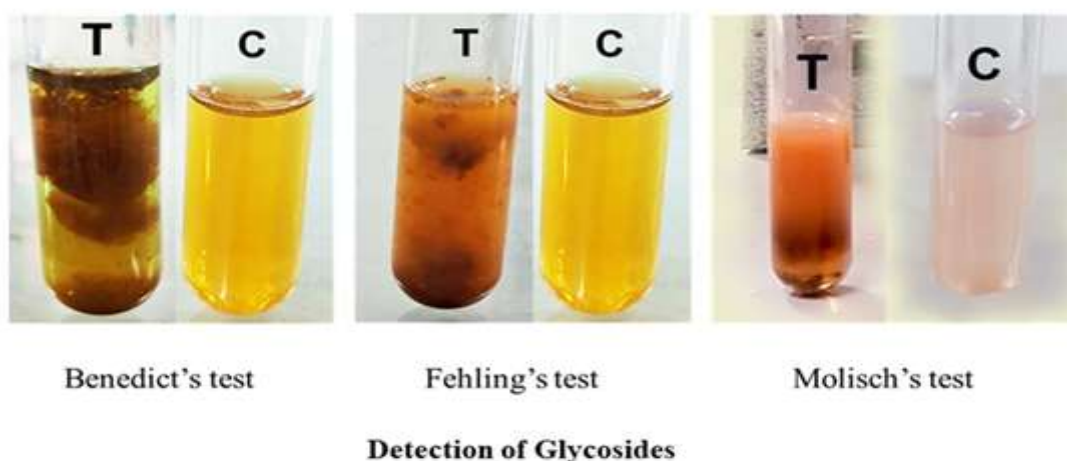 T C T C T C
Benedict's test Fehling's test Molisch's test
Detection of Glycosides